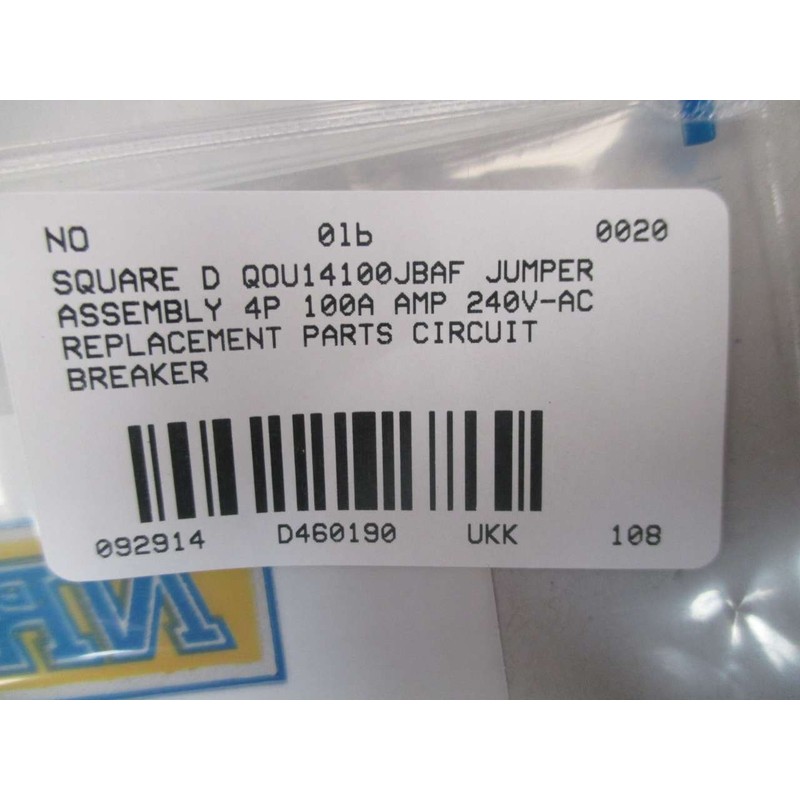 NO 01b 0020
SQUARE D QOU14100JBAF JUMPER
ASSEMBLY 4P 100A AMP 240V-AC
REPLACEMENT PARTS CIRCUIT
BREAKER
092914 D460190 UKK 108